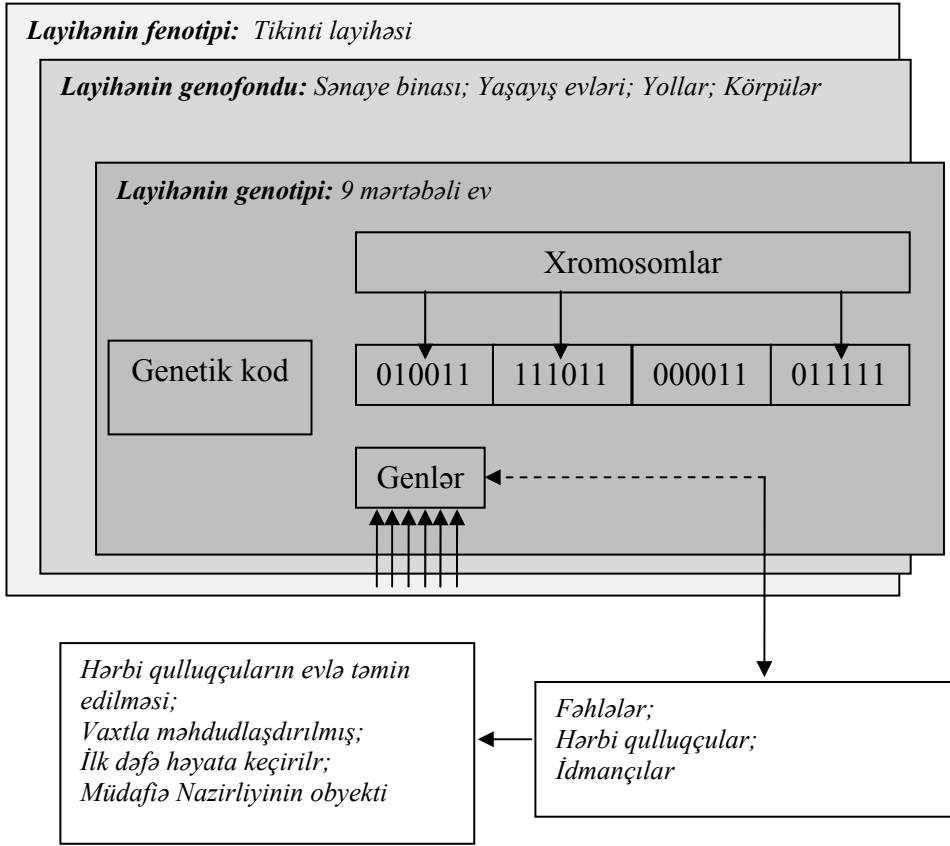 Layihənin fenotipi: Tikinti layihəsi
Layihənin genofondu: Sənaye binası; Yaşayış evləri; Yollar; Körpülər
Layihənin genotipi: 9 mərtəbəli ev
Xromosomlar
Genetik kod
010011 111011 000011 011111
Genlər
Hərbi qulluqçuların evlə təmin
edilməsi;
Vaxtla məhdudlaşdırılmış;
İlk dəfə həyata keçirilr;
Müdafiə Nazirliyinin obyekti
Fəhlələr;
Hərbi qulluqçular;
İdmançılar